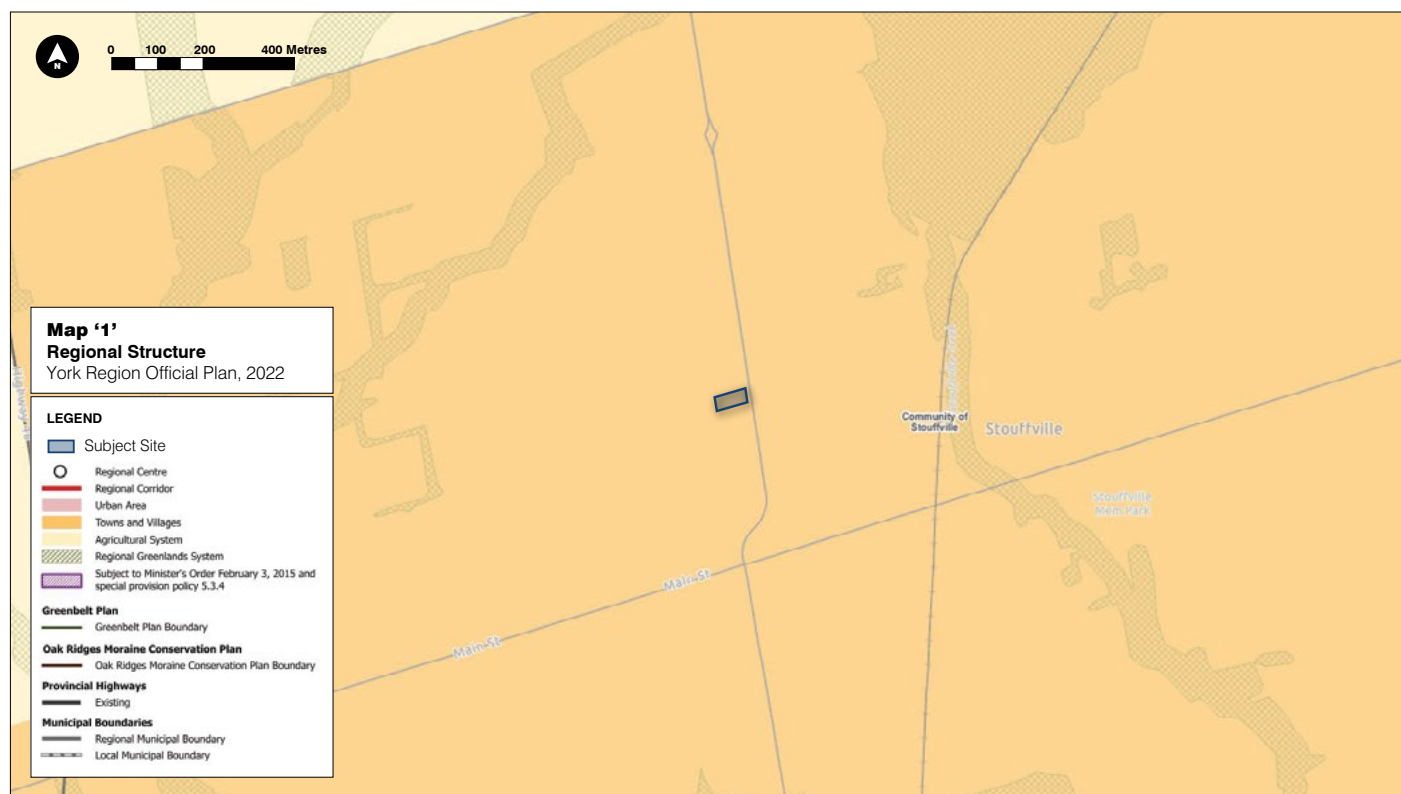 N
0 100 200 400 Metres
Map ‘1’
Regional Structure
York Region Official Plan, 2022
LEGEND
Subject Site
Regional Centre
Regional Corridor
Urban Area
Towns and Villages
Agricultural System
Regional Greenlands System
Subject to Minister's Order February 3, 2015 and
special provision policy 5.3.4
Greenbelt Plan
Greenbelt Plan Boundary
Oak Ridges Moraine Conservation Plan
Oak Ridges Moraine Conservation Plan Boundary
Provincial Highways
Existing
Municipal Boundaries
Regional Municipal Boundary
Local Municipal Boundary
Community of
Stouffville
Stouffville
Stouffville
Mem Park
Main St
Main St